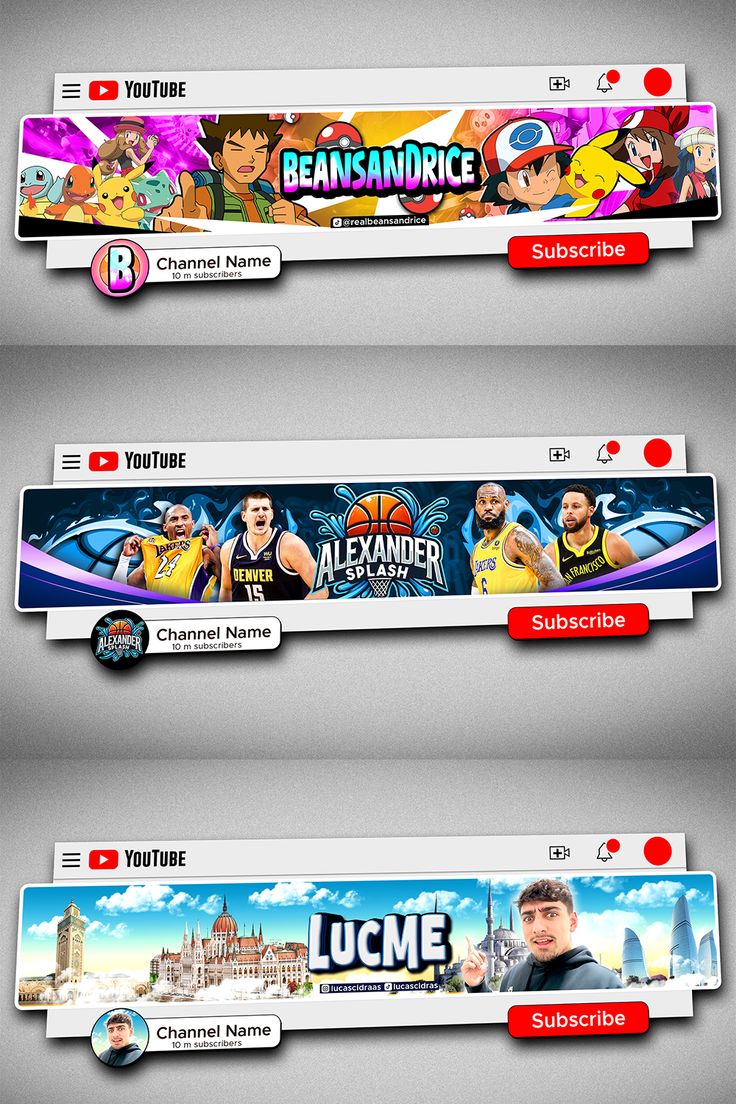 YOUTUBE
BEANSANDRICE
@realbeansandrice
B
Channel Name
10 m subscribers
Subscribe
YOUTUBE
LAKERS
24
DENVER
15
ALEXANDER
SPLASH
LAKERS
6
SAN FRANCISCO
ALEXANDER
SPLASH
Channel Name
10 m subscribers
Subscribe
YOUTUBE
LUCME
lucascidraas lucascidras
Channel Name
10 m subscribers
Subscribe